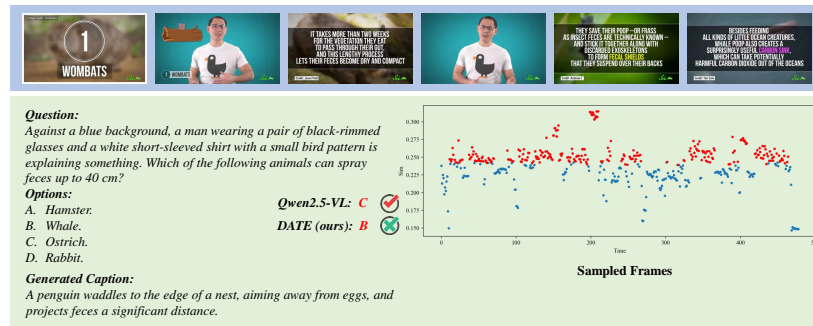 1
WOMBATS
1 WOMBATS
IT TAKES MORE THAN TWO WEEKS
FOR THE VEGETATION THEY EAT
TO PASS THROUGH THEIR GUT,
AND THIS LENGTHY PROCESS
LETS THEIR FECES BECOME DRY AND COMPACT
THEY SAVE THEIR POOP --OR FRASS
AS INSECT FECES ARE TECHNICALLY KNOWN --
AND STICK IT TOGETHER ALONG WITH
DISCARDED EXOSKELETONS
TO FORM FECAL SHIELDS
THAT THEY SUSPEND OVER THEIR BACKS
BESIDES FEEDING
ALL KINDS OF LITTLE OCEAN CREATURES,
WHALE POOP ALSO CREATES A
SURPRISINGLY USEFUL CARBON SINK,
WHICH CAN TAKE POTENTIALLY
HARMFUL CARBON DIOXIDE OUT OF THE OCEANS
Question:
Against a blue background, a man wearing a pair of black-rimmed
glasses and a white short-sleeved shirt with a small bird pattern is
explaining something. Which of the following animals can spray
feces up to 40 cm?
Options:
A. Hamster.
B. Whale.
C. Ostrich.
D. Rabbit.
Qwen2.5-VL: C
DATE (ours): B
Generated Caption:
A penguin waddles to the edge of a nest, aiming away from eggs, and
projects feces a significant distance.
0.300
0.275
0.250
0.225
0.200
0.175
0.150
Sim
0 100 200 300 400
Time
Sampled Frames